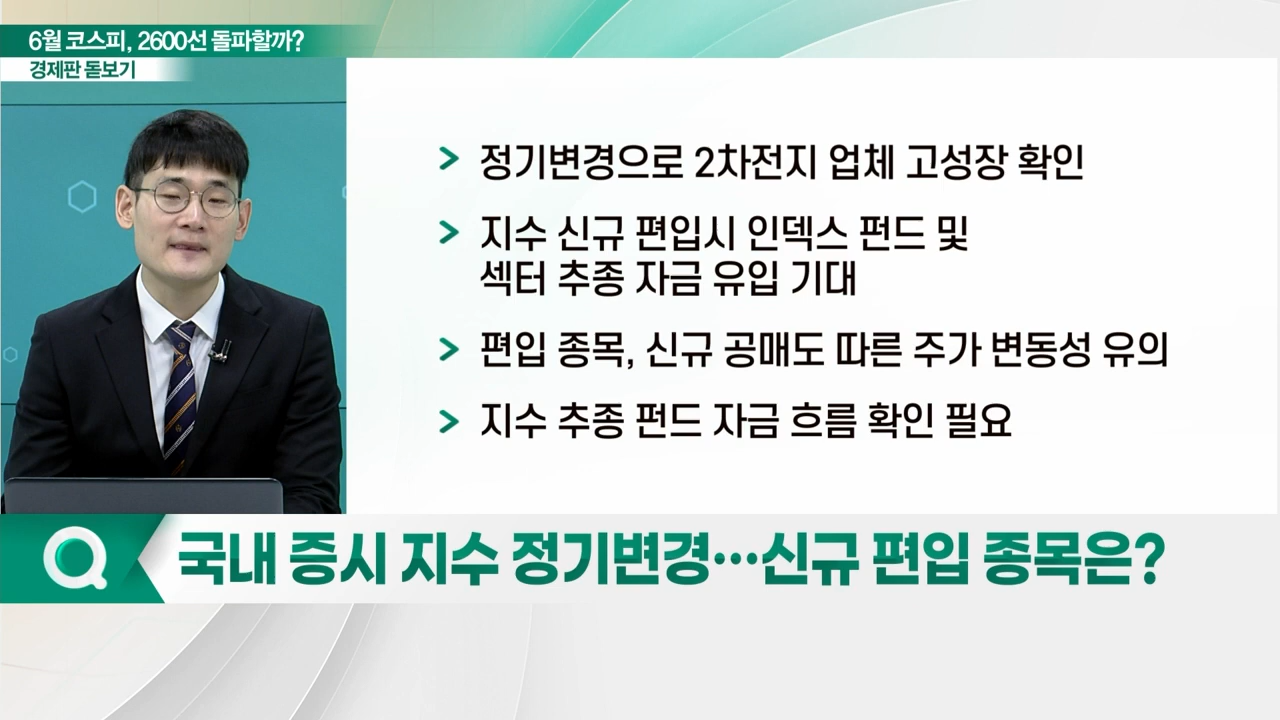 6월 코스피, 2600선 돌파할까?
경제판 돋보기
> 정기변경으로 2차전지 업체 고성장 확인
> 지수 신규 편입시 인덱스 펀드 및
섹터 추종 자금 유입 기대
> 편입 종목, 신규 공매도 따른 주가 변동성 유의
> 지수 추종 펀드 자금 흐름 확인 필요
Q 국내 증시 지수 정기변경…신규 편입 종목은?